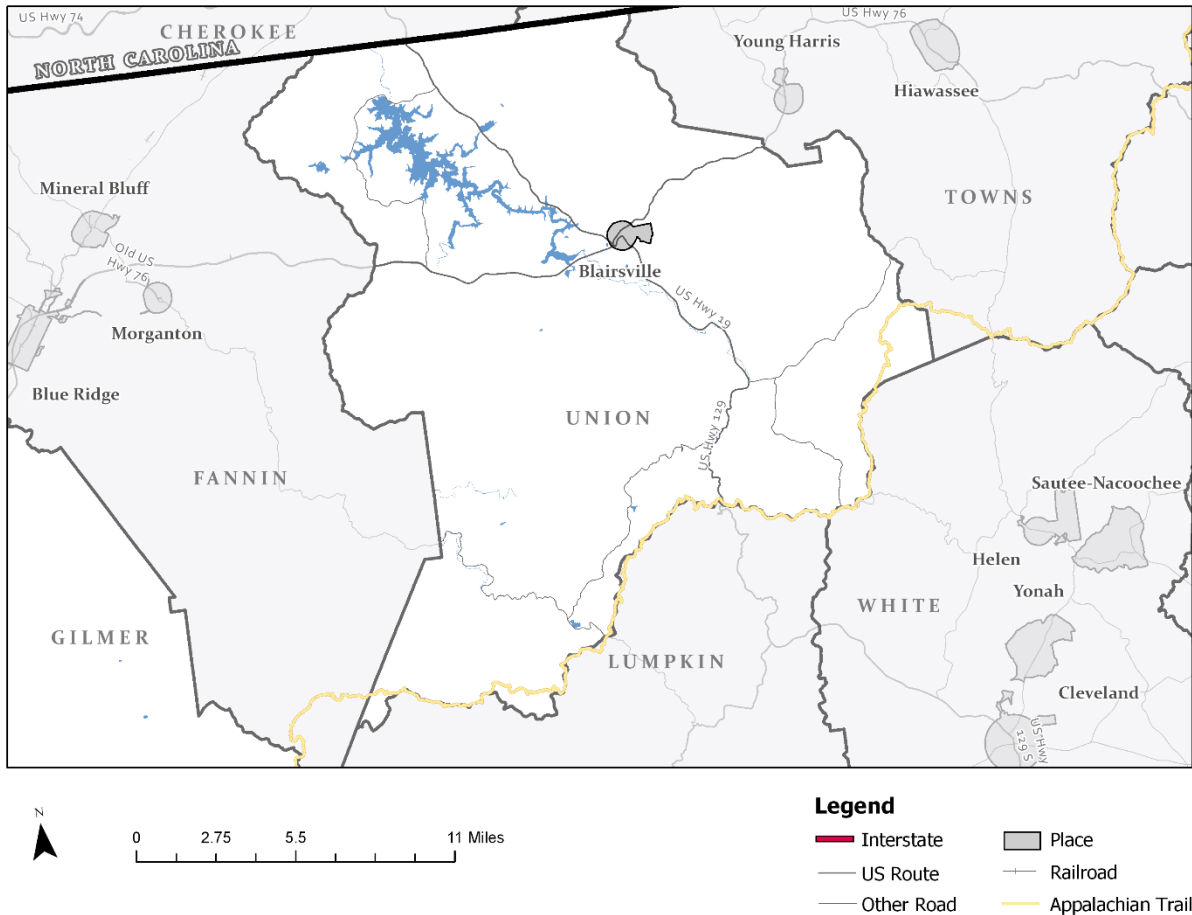 US Hwy 74
CHEROKEE
NORTH CAROLINA
US Hwy 76
Young Harris
Hiawassee
Mineral Bluff
TOWNS
Old US
Hwy 76
Blairsville
Morganton
US Hwy 19
Blue Ridge
UNION
US Hwy 129
FANNIN
Sautee-Nacoochee
Helen
Yonah
WHITE
GILMER
LUMPKIN
Cleveland
US Hwy
129 S
N
0 2.75 5.5 11 Miles
Legend
Interstate
Place
US Route
Railroad
Other Road
Appalachian Trail